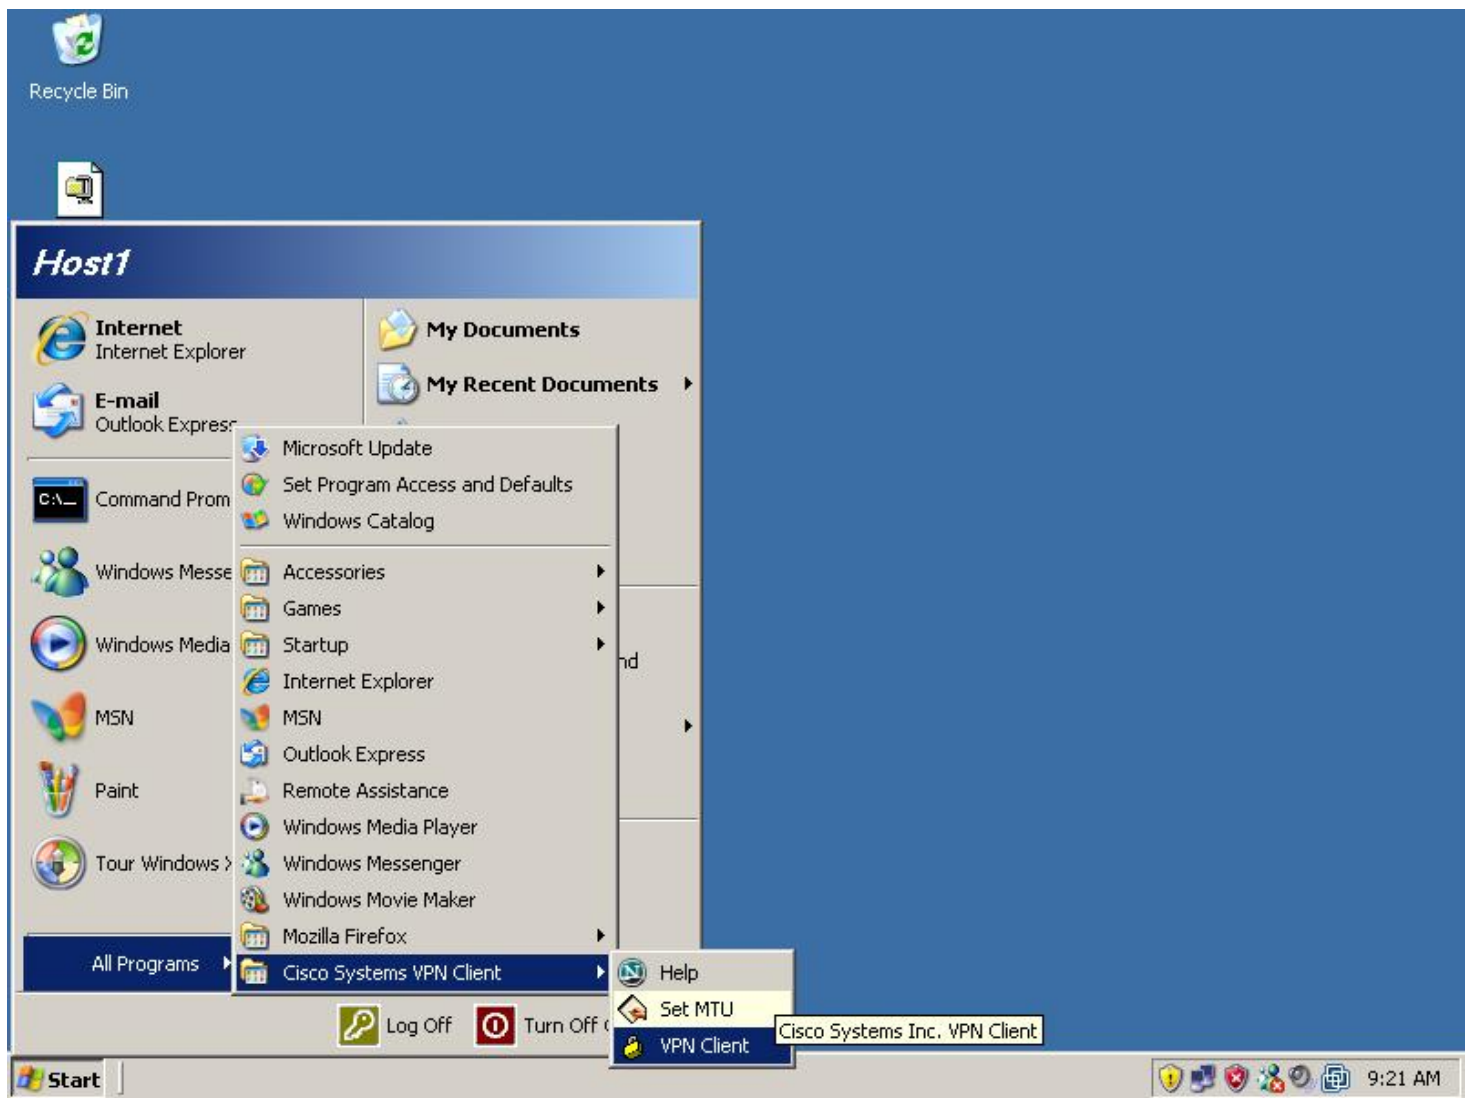 Recycle Bin
Host1
Internet
Internet Explorer
E-mail
Outlook Express
Command Prom
Windows Messe
Windows Media
MSN
Paint
Tour Windows
All Programs
My Documents
My Recent Documents
nd
Microsoft Update
Set Program Access and Defaults
Windows Catalog
Accessories
Games
Startup
Internet Explorer
MSN
Outlook Express
Remote Assistance
Windows Media Player
Windows Messenger
Windows Movie Maker
Mozilla Firefox
Cisco Systems VPN Client
Help
Set MTU
VPN Client
Cisco Systems Inc. VPN Client
Log Off
Turn Off
Start
9:21 AM